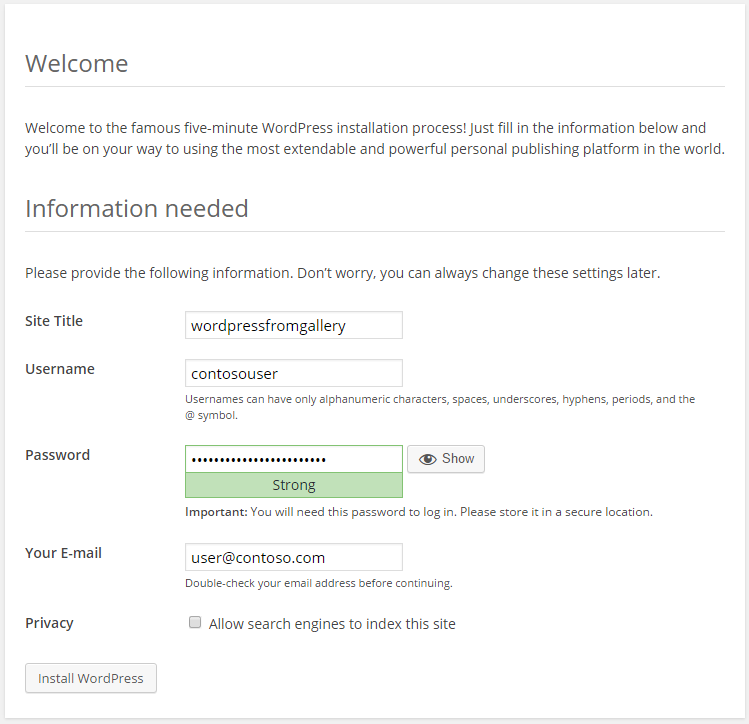 Welcome
Welcome to the famous five-minute WordPress installation process! Just fill in the information below and
you’ll be on your way to using the most extendable and powerful personal publishing platform in the world.
Information needed
Please provide the following information. Don’t worry, you can always change these settings later.
Site Title
wordpressfromgallery
Username
contosouser
Usernames can have only alphanumeric characters, spaces, underscores, hyphens, periods, and the
@ symbol.
Password
••••••••••••••••••••••••
Show
Strong
Important: You will need this password to log in. Please store it in a secure location.
Your E-mail
user@contoso.com
Double-check your email address before continuing.
Privacy
Allow search engines to index this site
Install WordPress